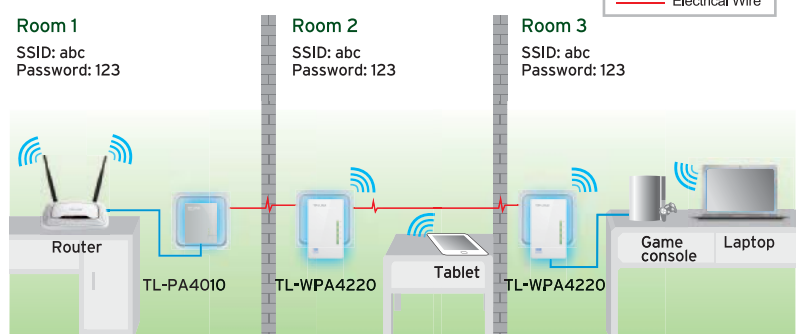 Electrical Wire
Room 1
SSID: abc
Password: 123
Room 2
SSID: abc
Password: 123
Room 3
SSID: abc
Password: 123
Router
TL-PA4010
TL-WPA4220
Tablet
TL-WPA4220
Game
console
Laptop